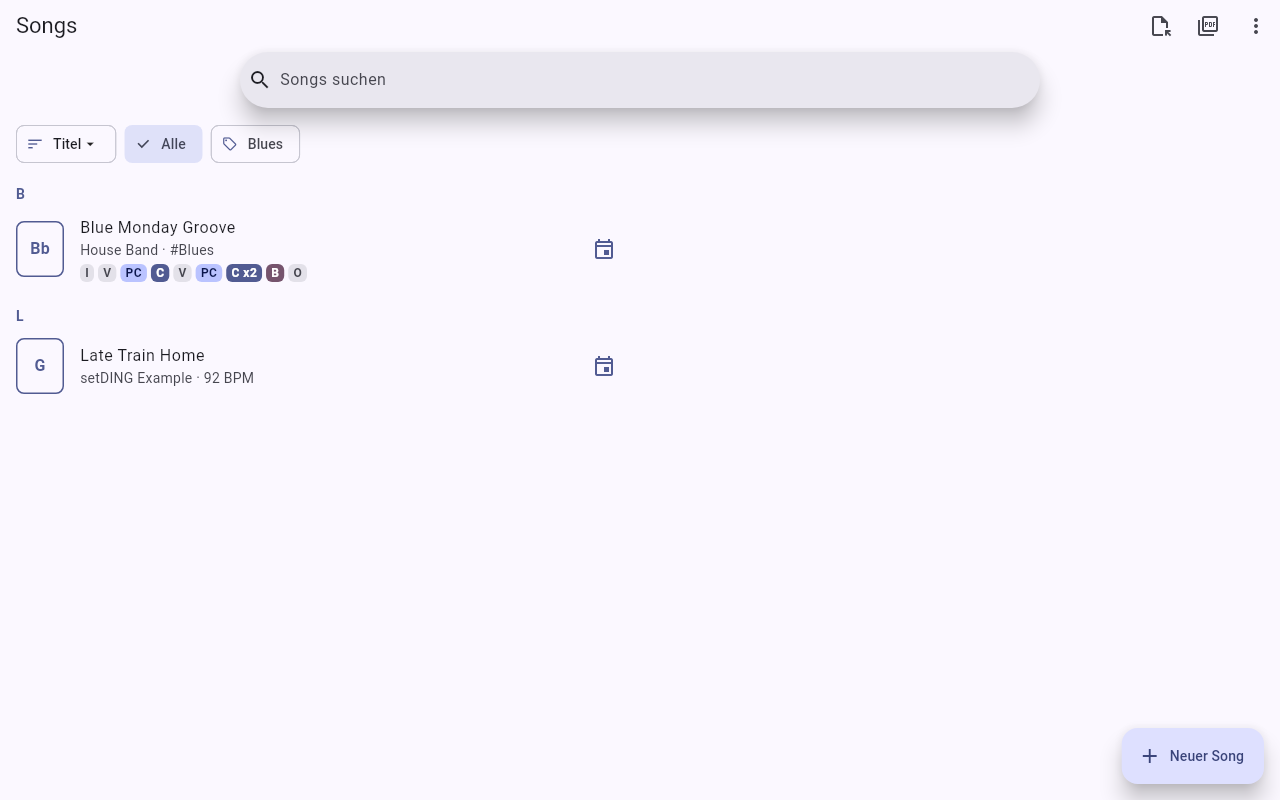 Songs
PDF
Songs suchen
Titel
Alle
Blues
B
Bb
Blue Monday Groove
House Band · #Blues
I V PC C V PC C x2 B O
L
G
Late Train Home
setDING Example · 92 BPM
Neuer Song